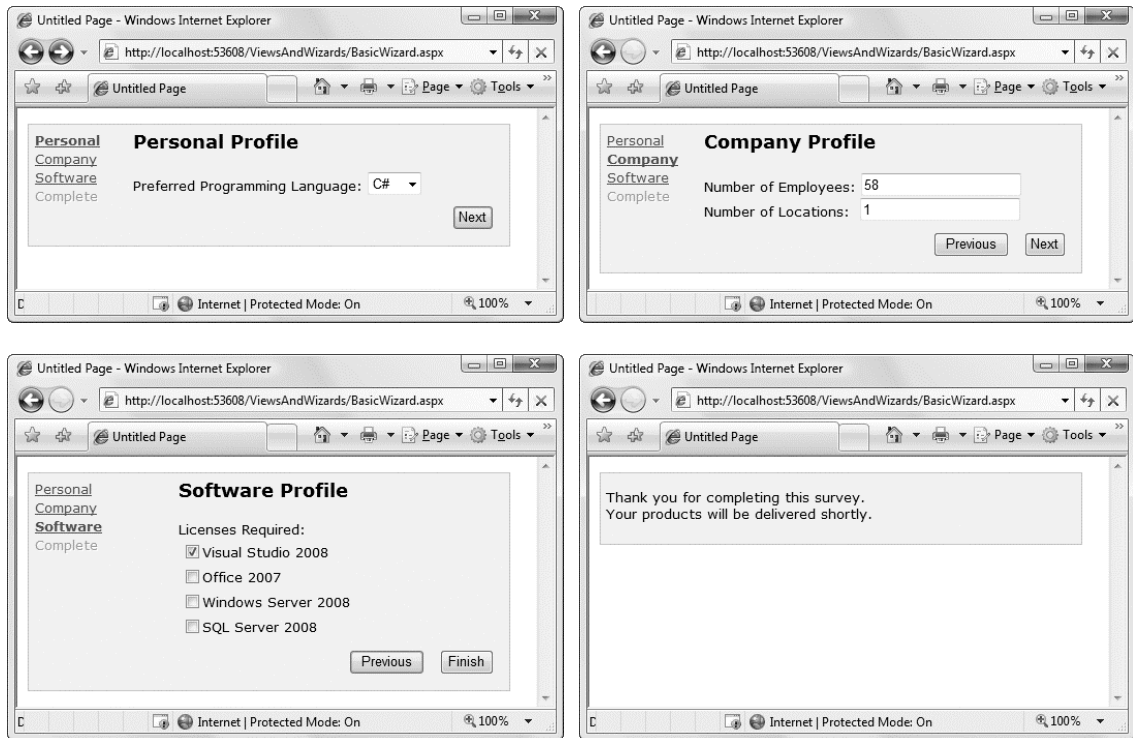 Untitled Page - Windows Internet Explorer
http://localhost:53608/ViewsAndWizards/BasicWizard.aspx
Untitled Page
Page
Tools
Personal
Company
Software
Complete
Personal Profile
Preferred Programming Language: C#
Next
Internet | Protected Mode: On
100%
Untitled Page - Windows Internet Explorer
http://localhost:53608/ViewsAndWizards/BasicWizard.aspx
Untitled Page
Page
Tools
Personal
Company
Software
Complete
Company Profile
Number of Employees: 58
Number of Locations: 1
Previous Next
Internet | Protected Mode: On
100%
Untitled Page - Windows Internet Explorer
http://localhost:53608/ViewsAndWizards/BasicWizard.aspx
Untitled Page
Page
Tools
Personal
Company
Software
Complete
Software Profile
Licenses Required:
Visual Studio 2008
Office 2007
Windows Server 2008
SQL Server 2008
Previous Finish
Internet | Protected Mode: On
100%
Untitled Page - Windows Internet Explorer
http://localhost:53608/ViewsAndWizards/BasicWizard.aspx
Untitled Page
Page
Tools
Thank you for completing this survey.
Your products will be delivered shortly.
Internet | Protected Mode: On
100%